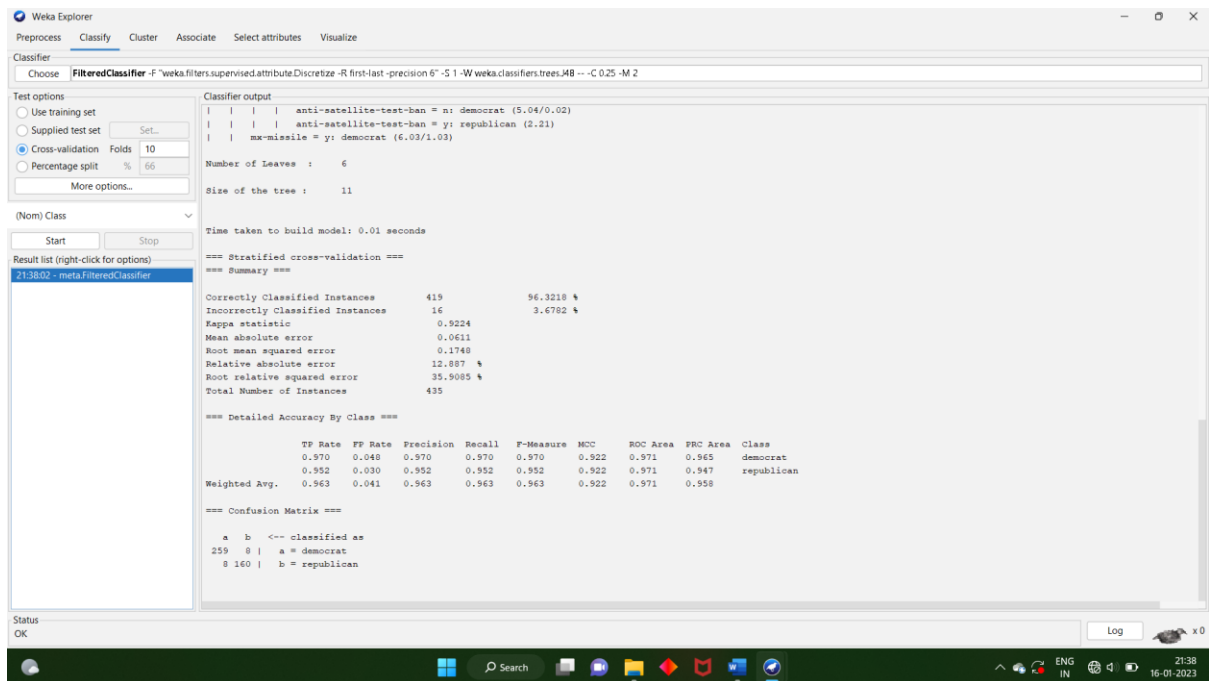 Weka Explorer
Preprocess Classify Cluster Associate Select attributes Visualize
Classifier
Choose FilteredClassifier -F "weka.filters.supervised.attribute.Discretize -R first-last -precision 6" -S 1 -W weka.classifiers.trees.J48 -- -C 0.25 -M 2
Test options
Use training set
Supplied test set Set...
Cross-validation Folds 10
Percentage split % 66
More options...
(Nom) Class
Start Stop
Result list (right-click for options)
21:38:02 - meta.FilteredClassifier
Classifier output
| | | | anti-satellite-test-ban = n: democrat (5.04/0.02)
| | | | anti-satellite-test-ban = y: republican (2.21)
| | mx-missile = y: democrat (6.03/1.03)
Number of Leaves : 6
Size of the tree : 11
Time taken to build model: 0.01 seconds
=== Stratified cross-validation ===
=== Summary ===
Correctly Classified Instances 419 96.3218 %
Incorrectly Classified Instances 16 3.6782 %
Kappa statistic 0.9224
Mean absolute error 0.0611
Root mean squared error 0.1748
Relative absolute error 12.887 %
Root relative squared error 35.9085 %
Total Number of Instances 435
=== Detailed Accuracy By Class ===
TP Rate FP Rate Precision Recall F-Measure MCC ROC Area PRC Area Class
0.970 0.048 0.970 0.970 0.970 0.922 0.971 0.965 democrat
0.952 0.030 0.952 0.952 0.952 0.922 0.971 0.947 republican
Weighted Avg. 0.963 0.041 0.963 0.963 0.963 0.922 0.971 0.958
=== Confusion Matrix ===
a b <-- classified as
259 8 | a = democrat
8 160 | b = republican
Status
OK
Log
x 0
Search
ENG
IN
21:38
16-01-2023